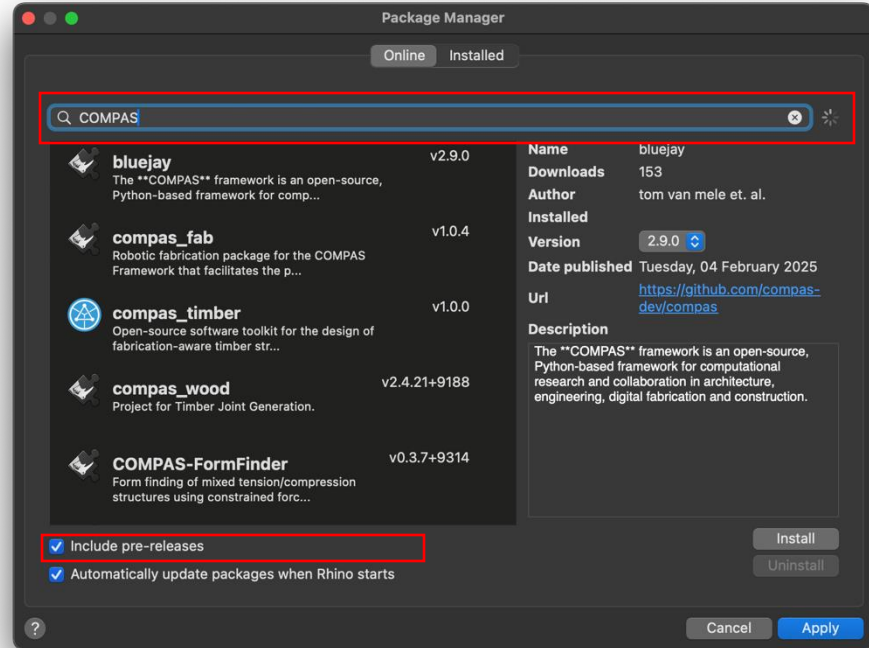 Package Manager
Online Installed
COMPAS
bluejay v2.9.0
The **COMPAS** framework is an open-source,
Python-based framework for comp...
compas_fab v1.0.4
Robotic fabrication package for the COMPAS
Framework that facilitates the p...
compas_timber v1.0.0
Open-source software toolkit for the design of
fabrication-aware timber str...
compas_wood v2.4.21+9188
Project for Timber Joint Generation.
COMPAS-FormFinder v0.3.7+9314
Form finding of mixed tension/compression
structures using constrained forc...
Name bluejay
Downloads 153
Author tom van mele et. al.
Installed
Version 2.9.0
Date published Tuesday, 04 February 2025
Url https://github.com/compas-
dev/compas
Description
The **COMPAS** framework is an open-source,
Python-based framework for computational
research and collaboration in architecture,
engineering, digital fabrication and construction.
Include pre-releases
Automatically update packages when Rhino starts
Install
Uninstall
?
Cancel Apply